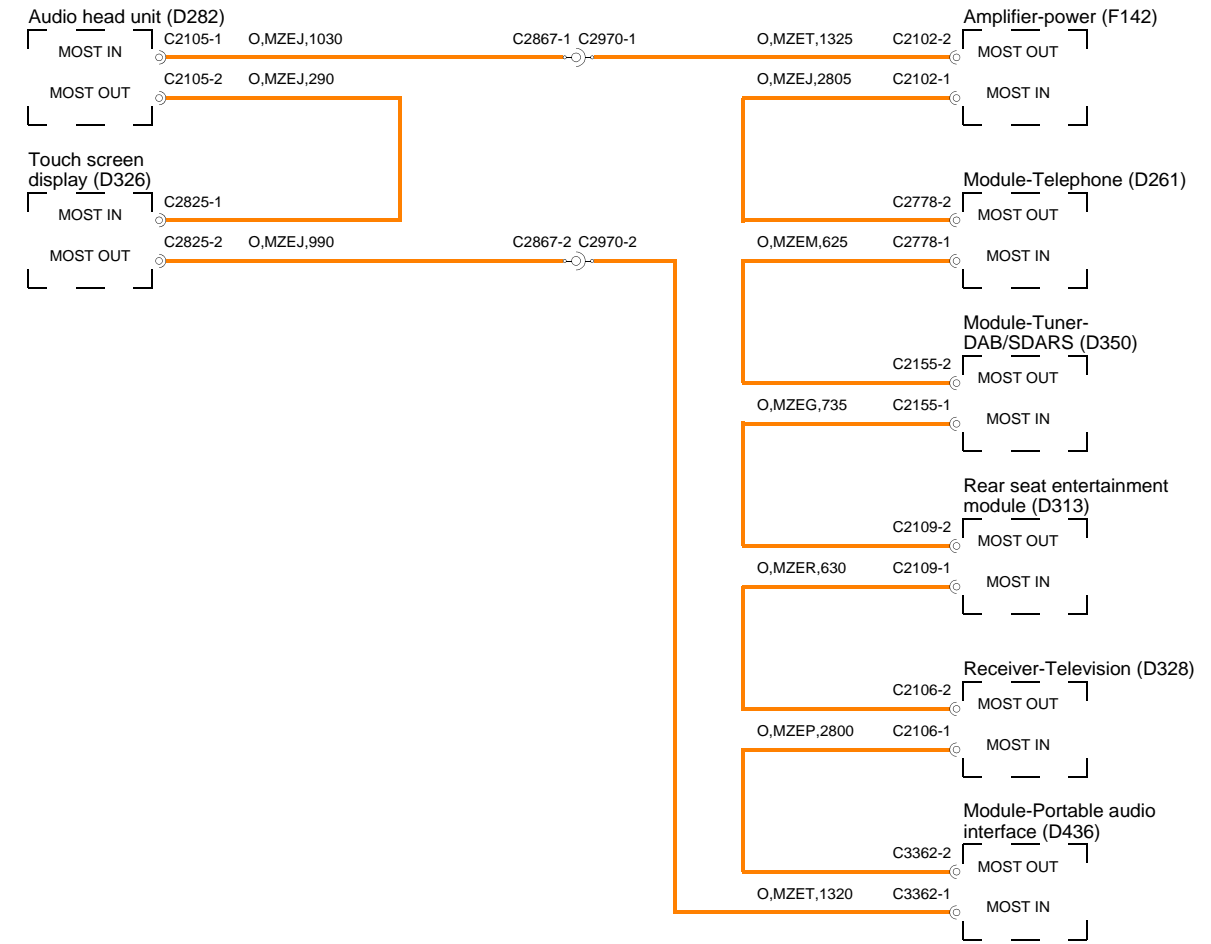 Audio head unit (D282)
MOST IN
C2105-1 O,MZEJ,1030 C2867-1 C2970-1
C2105-2 O,MZEJ,290
MOST OUT
Touch screen
display (D326)
C2825-1
MOST IN
C2825-2 O,MZEJ,990 C2867-2 C2970-2
MOST OUT
Amplifier-power (F142)
O,MZET,1325 C2102-2
MOST OUT
O,MZEJ,2805 C2102-1
MOST IN
Module-Telephone (D261)
C2778-2
MOST OUT
O,MZEM,625 C2778-1
MOST IN
Module-Tuner-
DAB/SDARS (D350)
C2155-2
MOST OUT
O,MZEG,735 C2155-1
MOST IN
Rear seat entertainment
module (D313)
C2109-2
MOST OUT
O,MZER,630 C2109-1
MOST IN
Receiver-Television (D328)
C2106-2
MOST OUT
O,MZEP,2800 C2106-1
MOST IN
Module-Portable audio
interface (D436)
C3362-2
MOST OUT
O,MZET,1320 C3362-1
MOST IN